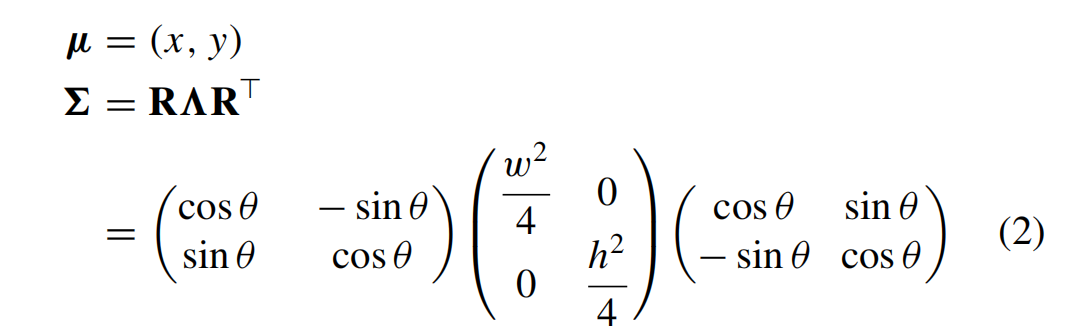 μ = (x, y)
Σ = RΛR⊤
= (cos θ − sin θ sin θ cos θ) (w²/4 0 0 h²/4) (cos θ sin θ − sin θ cos θ) (2)